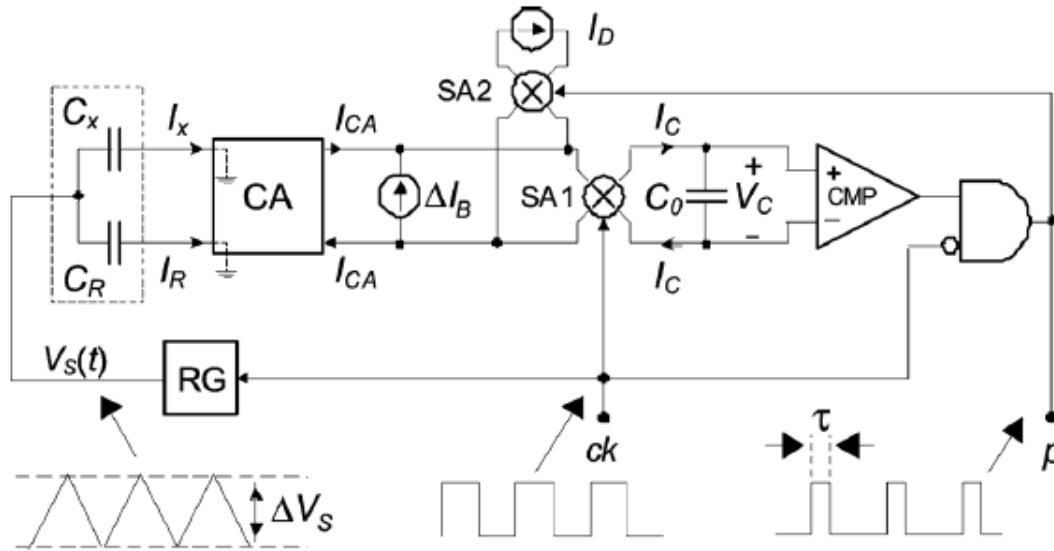 I_D
SA2
C_x
I_x
I_CA
I_C
CA
ΔI_B
SA1
C_0
+
V_C
−
+
CMP
−
C_R
I_R
I_CA
I_C
V_S(t)
RG
ck
τ
p
ΔV_S